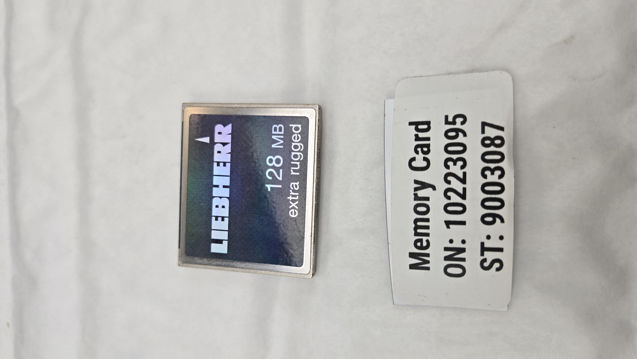 LIEBHERR
128 MB
extra rugged
Memory Card
ON: 10223095
ST: 9003087